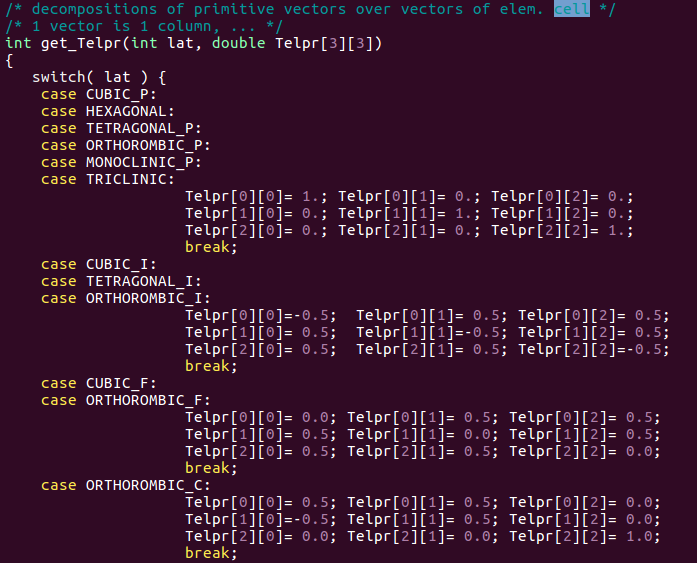 /* decompositions of primitive vectors over vectors of elem. cell */
/* 1 vector is 1 column, ... */
int get_Telpr(int lat, double Telpr[3][3])
{
   switch( lat ) {
    case CUBIC_P:
    case HEXAGONAL:
    case TETRAGONAL_P:
    case ORTHOROMBIC_P:
    case MONOCLINIC_P:
    case TRICLINIC:
                    Telpr[0][0]= 1.; Telpr[0][1]= 0.; Telpr[0][2]= 0.;
                    Telpr[1][0]= 0.; Telpr[1][1]= 1.; Telpr[1][2]= 0.;
                    Telpr[2][0]= 0.; Telpr[2][1]= 0.; Telpr[2][2]= 1.;
                    break;
    case CUBIC_I:
    case TETRAGONAL_I:
    case ORTHOROMBIC_I:
                    Telpr[0][0]=-0.5;  Telpr[0][1]= 0.5; Telpr[0][2]= 0.5;
                    Telpr[1][0]= 0.5;  Telpr[1][1]=-0.5; Telpr[1][2]= 0.5;
                    Telpr[2][0]= 0.5;  Telpr[2][1]= 0.5; Telpr[2][2]=-0.5;
                    break;
    case CUBIC_F:
    case ORTHOROMBIC_F:
                    Telpr[0][0]= 0.0; Telpr[0][1]= 0.5; Telpr[0][2]= 0.5;
                    Telpr[1][0]= 0.5; Telpr[1][1]= 0.0; Telpr[1][2]= 0.5;
                    Telpr[2][0]= 0.5; Telpr[2][1]= 0.5; Telpr[2][2]= 0.0;
                    break;
    case ORTHOROMBIC_C:
                    Telpr[0][0]= 0.5; Telpr[0][1]= 0.5; Telpr[0][2]= 0.0;
                    Telpr[1][0]=-0.5; Telpr[1][1]= 0.5; Telpr[1][2]= 0.0;
                    Telpr[2][0]= 0.0; Telpr[2][1]= 0.0; Telpr[2][2]= 1.0;
                    break;